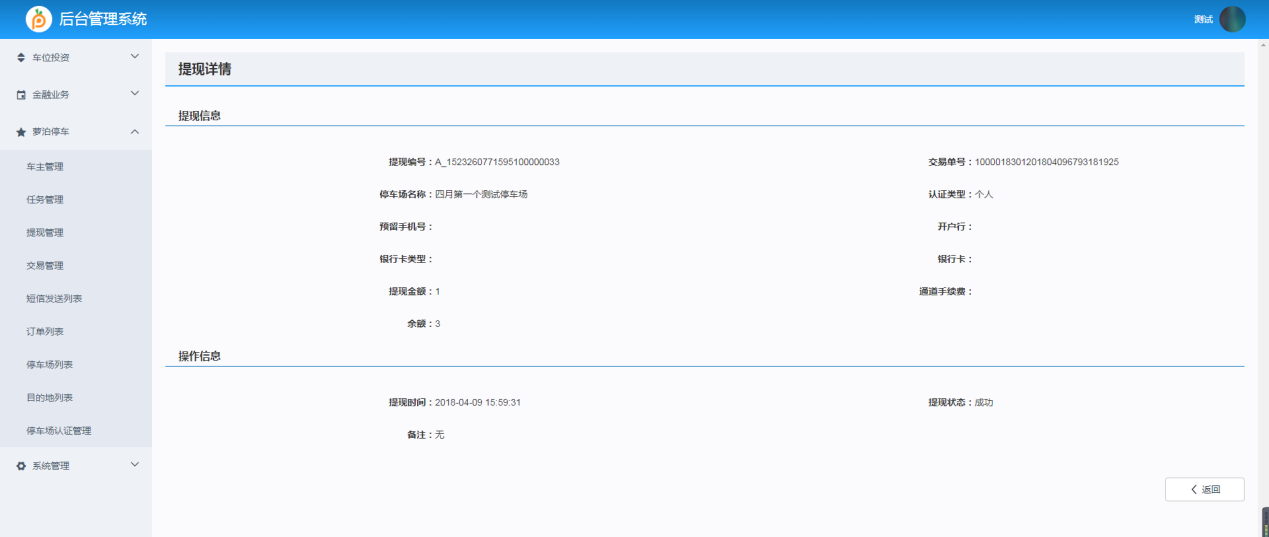 后台管理系统
测试
车位投资
金融业务
萝泊停车
车主管理
任务管理
提现管理
交易管理
短信发送列表
订单列表
停车场列表
目的地列表
停车场认证管理
系统管理
提现详情
提现信息
提现编号：A_1523260771595100000033
交易单号：1000018301201804096793181925
停车场名称：四月第一个测试停车场
认证类型：个人
预留手机号：
开户行：
银行卡类型：
银行卡：
提现金额：1
通道手续费：
余额：3
操作信息
提现时间：2018-04-09 15:59:31
提现状态：成功
备注：无
返回